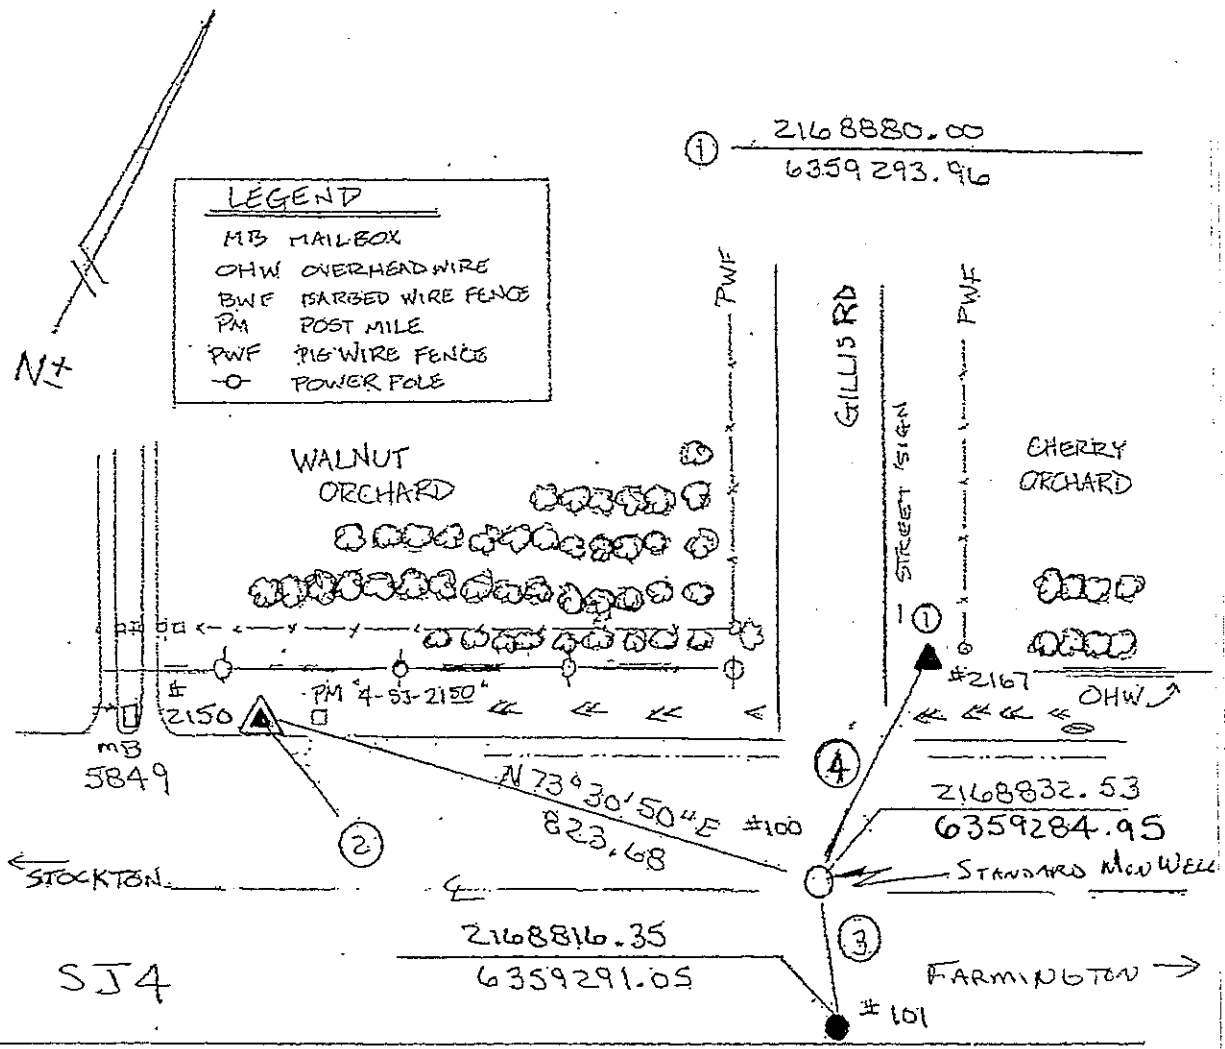 ① 2168880.00
6359293.96
LEGEND
MB MAILBOX
OHW OVERHEAD WIRE
BWF BARBED WIRE FENCE
PM POST MILE
PWF PIG WIRE FENCE
-o- POWER POLE
N±
PWF
GILLIS RD
PWF
STREET SIGN
WALNUT
ORCHARD
CHERRY
ORCHARD
①
#2167
OHW
#
2150
PM "4-SJ-2150"
MB
5849
②
N 73°30'50"E
823.68
#100
④
2168832.53
6359284.95
STANDARD MON WELL
←STOCKTON
℄
③
2168816.35
6359291.05
SJ4
FARMINGTON →
#101